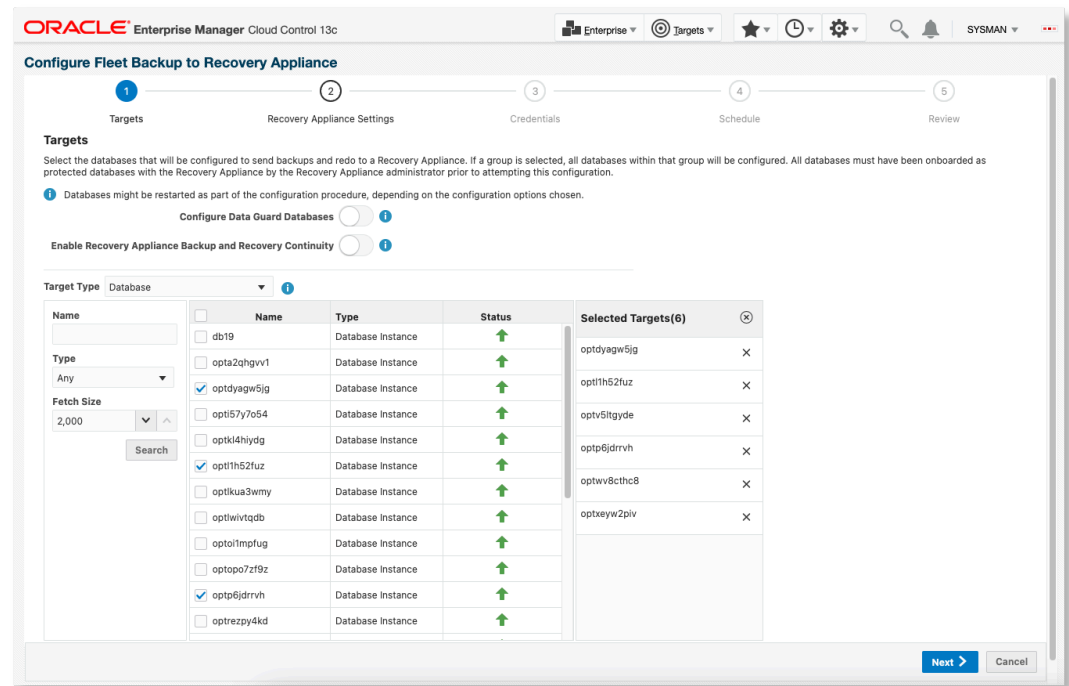 ORACLE® Enterprise Manager Cloud Control 13c
Enterprise
Targets
SYSMAN
Configure Fleet Backup to Recovery Appliance
1
2
3
4
5
Targets
Recovery Appliance Settings
Credentials
Schedule
Review
Targets
Select the databases that will be configured to send backups and redo to a Recovery Appliance. If a group is selected, all databases within that group will be configured. All databases must have been onboarded as
protected databases with the Recovery Appliance by the Recovery Appliance administrator prior to attempting this configuration.
Databases might be restarted as part of the configuration procedure, depending on the configuration options chosen.
Configure Data Guard Databases
Enable Recovery Appliance Backup and Recovery Continuity
Target Type Database
Name
Type
Any
Fetch Size
2,000
Search
Name Type Status
db19 Database Instance
opta2qhgvv1 Database Instance
optdyagw5jg Database Instance
opti57y7o54 Database Instance
optkl4hiydg Database Instance
optl1h52fuz Database Instance
optlkua3wmy Database Instance
optlwivtqdb Database Instance
optoi1mpfug Database Instance
optopo7zf9z Database Instance
optp6jdrrvh Database Instance
optrezpy4kd Database Instance
Selected Targets(6)
optdyagw5jg
optl1h52fuz
optv5ltgyde
optp6jdrrvh
optwv8cthc8
optxeyw2piv
Next
Cancel